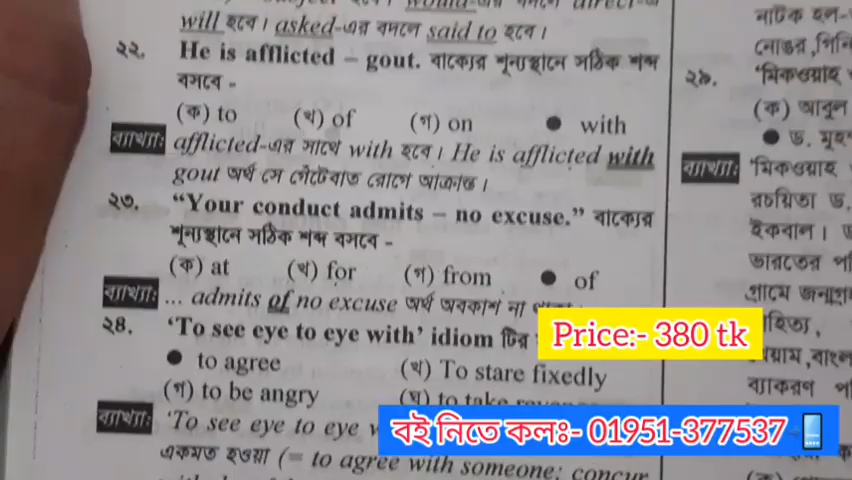 will হবে। asked-এর বদলে said to হবে।
২২. He is afflicted – gout. বাক্যের শূন্যস্থানে সঠিক শব্দ
বসবে -
(ক) to (খ) of (গ) on ● with
ব্যাখ্যা: afflicted-এর সাথে with হবে। He is afflicted with
gout অর্থ সে গেঁটেবাত রোগে আক্রান্ত।
২৩. “Your conduct admits – no excuse.” বাক্যের
শূন্যস্থানে সঠিক শব্দ বসবে -
(ক) at (খ) for (গ) from ● of
ব্যাখ্যা: ... admits of no excuse অর্থ অবকাশ না
২৪. ‘To see eye to eye with’ idiom টির
● to agree (খ) To stare fixedly
(গ) to be angry (ঘ) to take
ব্যাখ্যা: ‘To see eye to eye
একমত হওয়া (= to agree with someone; concur
নাটক হল-
নোঙর,
২৯. ‘মিকওয়াহ
(ক) আবুল
● ড.
ব্যাখ্যা: ‘মিকওয়াহ
রচয়িতা ড.
ইকবাল।
ভারতের
গ্রামে
ব্যাকরণ
Price:- 380 tk
বই নিতে কলঃ- 01951-377537